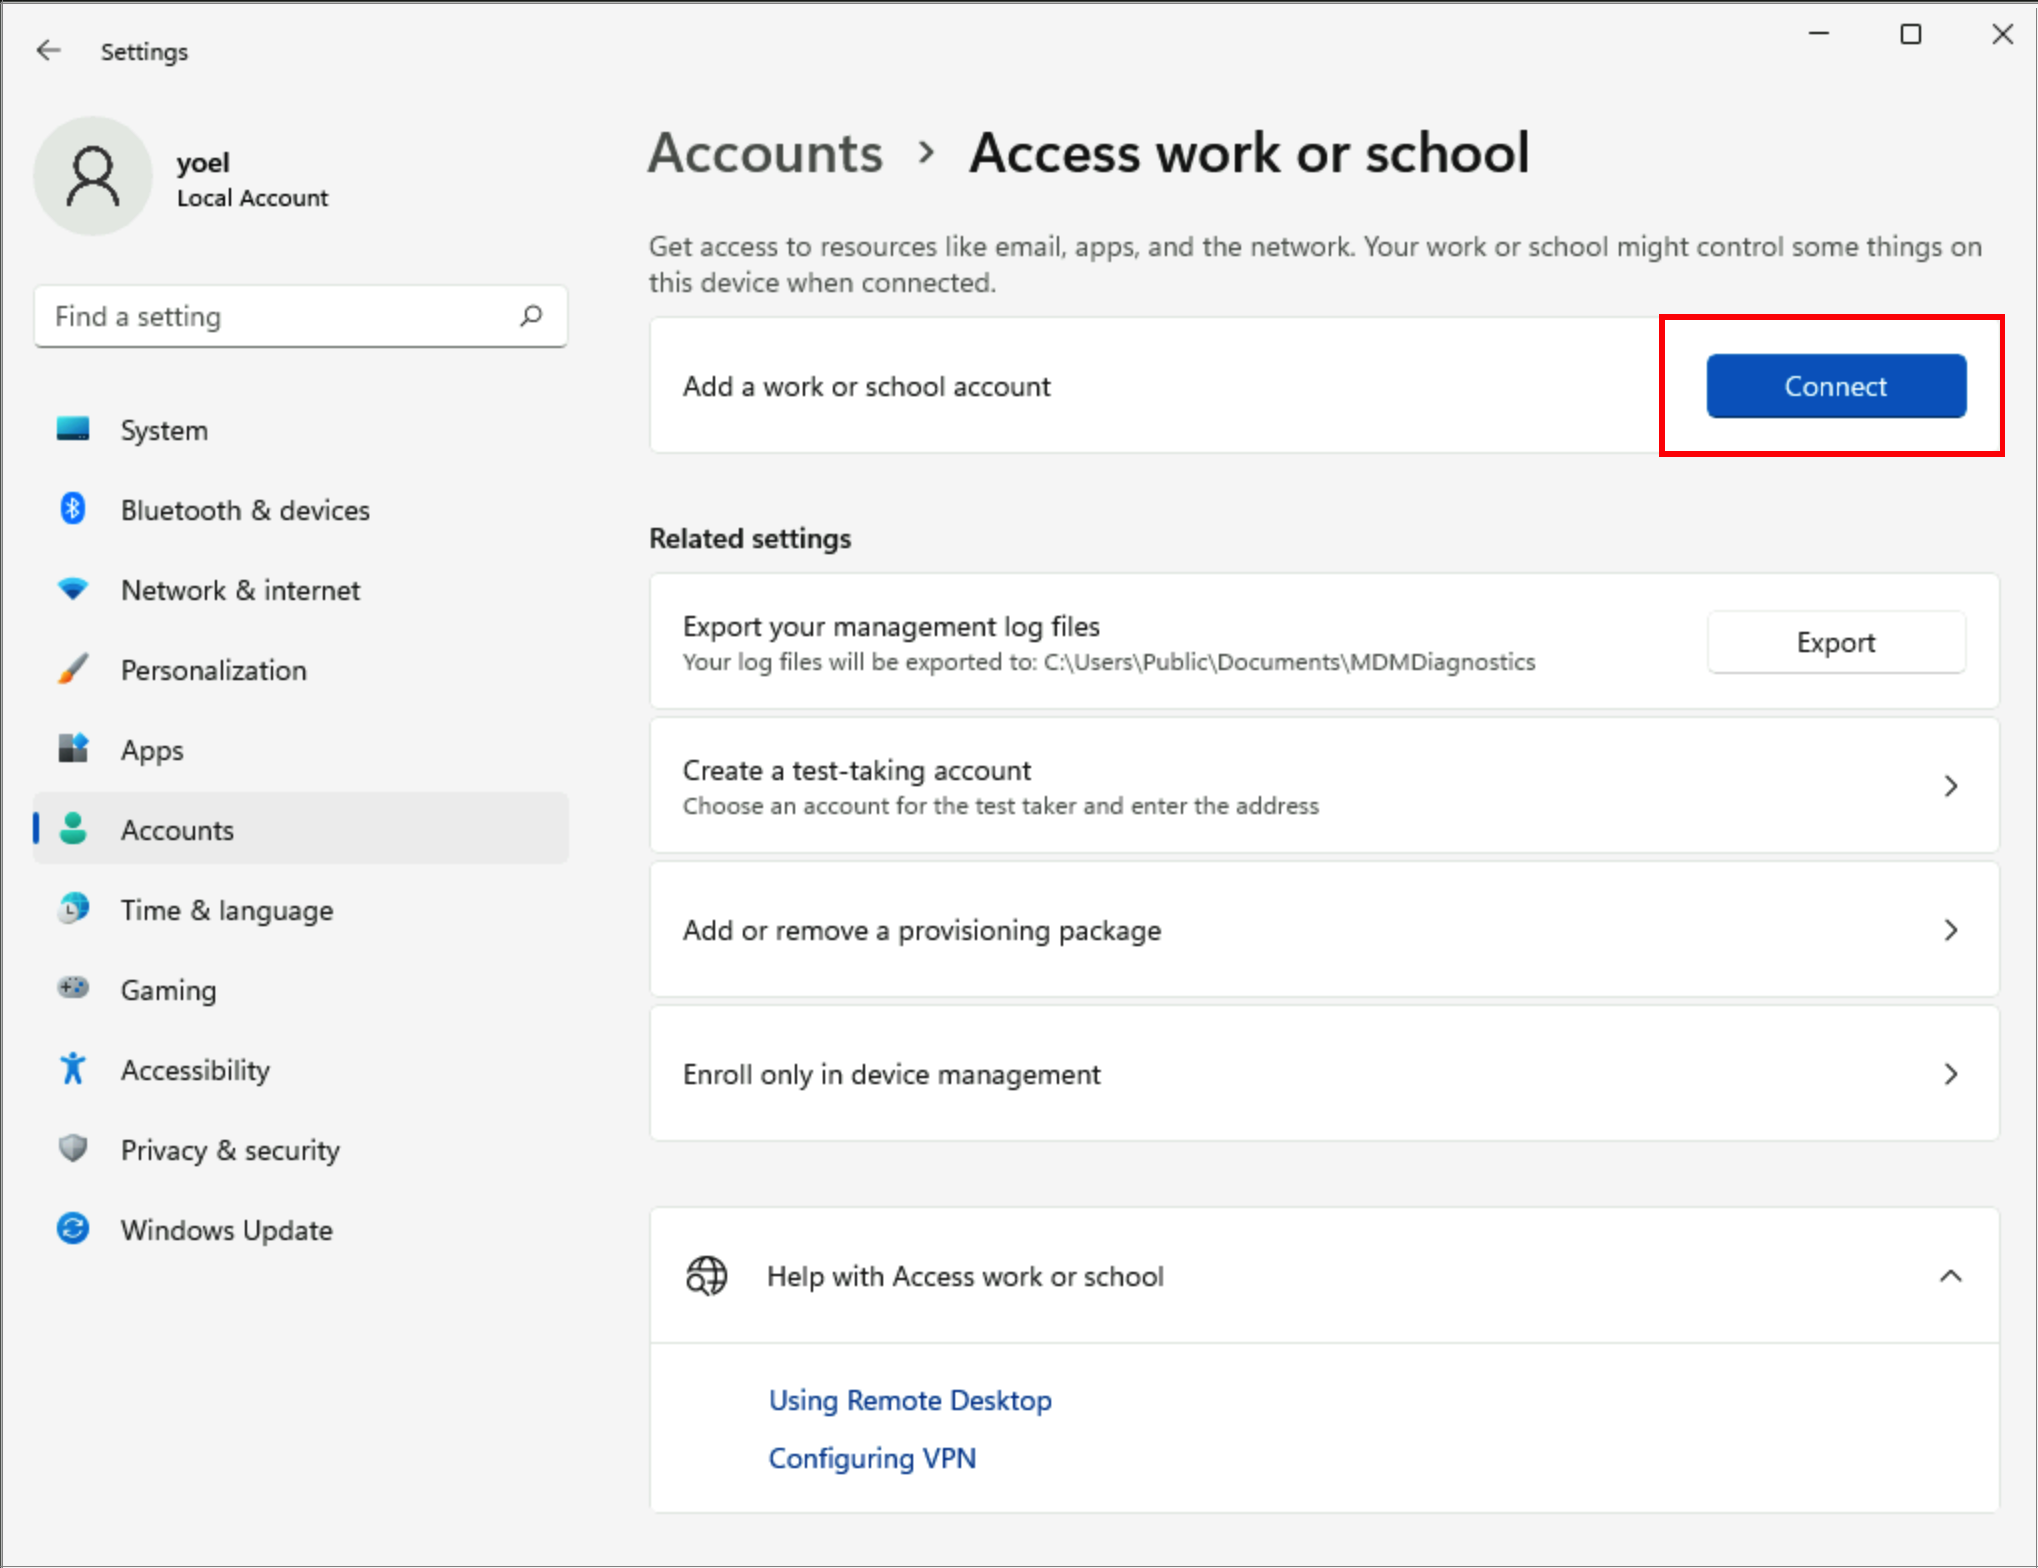 Settings
yoel
Local Account
Find a setting
System
Bluetooth & devices
Network & internet
Personalization
Apps
Accounts
Time & language
Gaming
Accessibility
Privacy & security
Windows Update
Accounts > Access work or school
Get access to resources like email, apps, and the network. Your work or school might control some things on
this device when connected.
Add a work or school account
Connect
Related settings
Export your management log files
Your log files will be exported to: C:\Users\Public\Documents\MDMDiagnostics
Export
Create a test-taking account
Choose an account for the test taker and enter the address
Add or remove a provisioning package
Enroll only in device management
Help with Access work or school
Using Remote Desktop
Configuring VPN